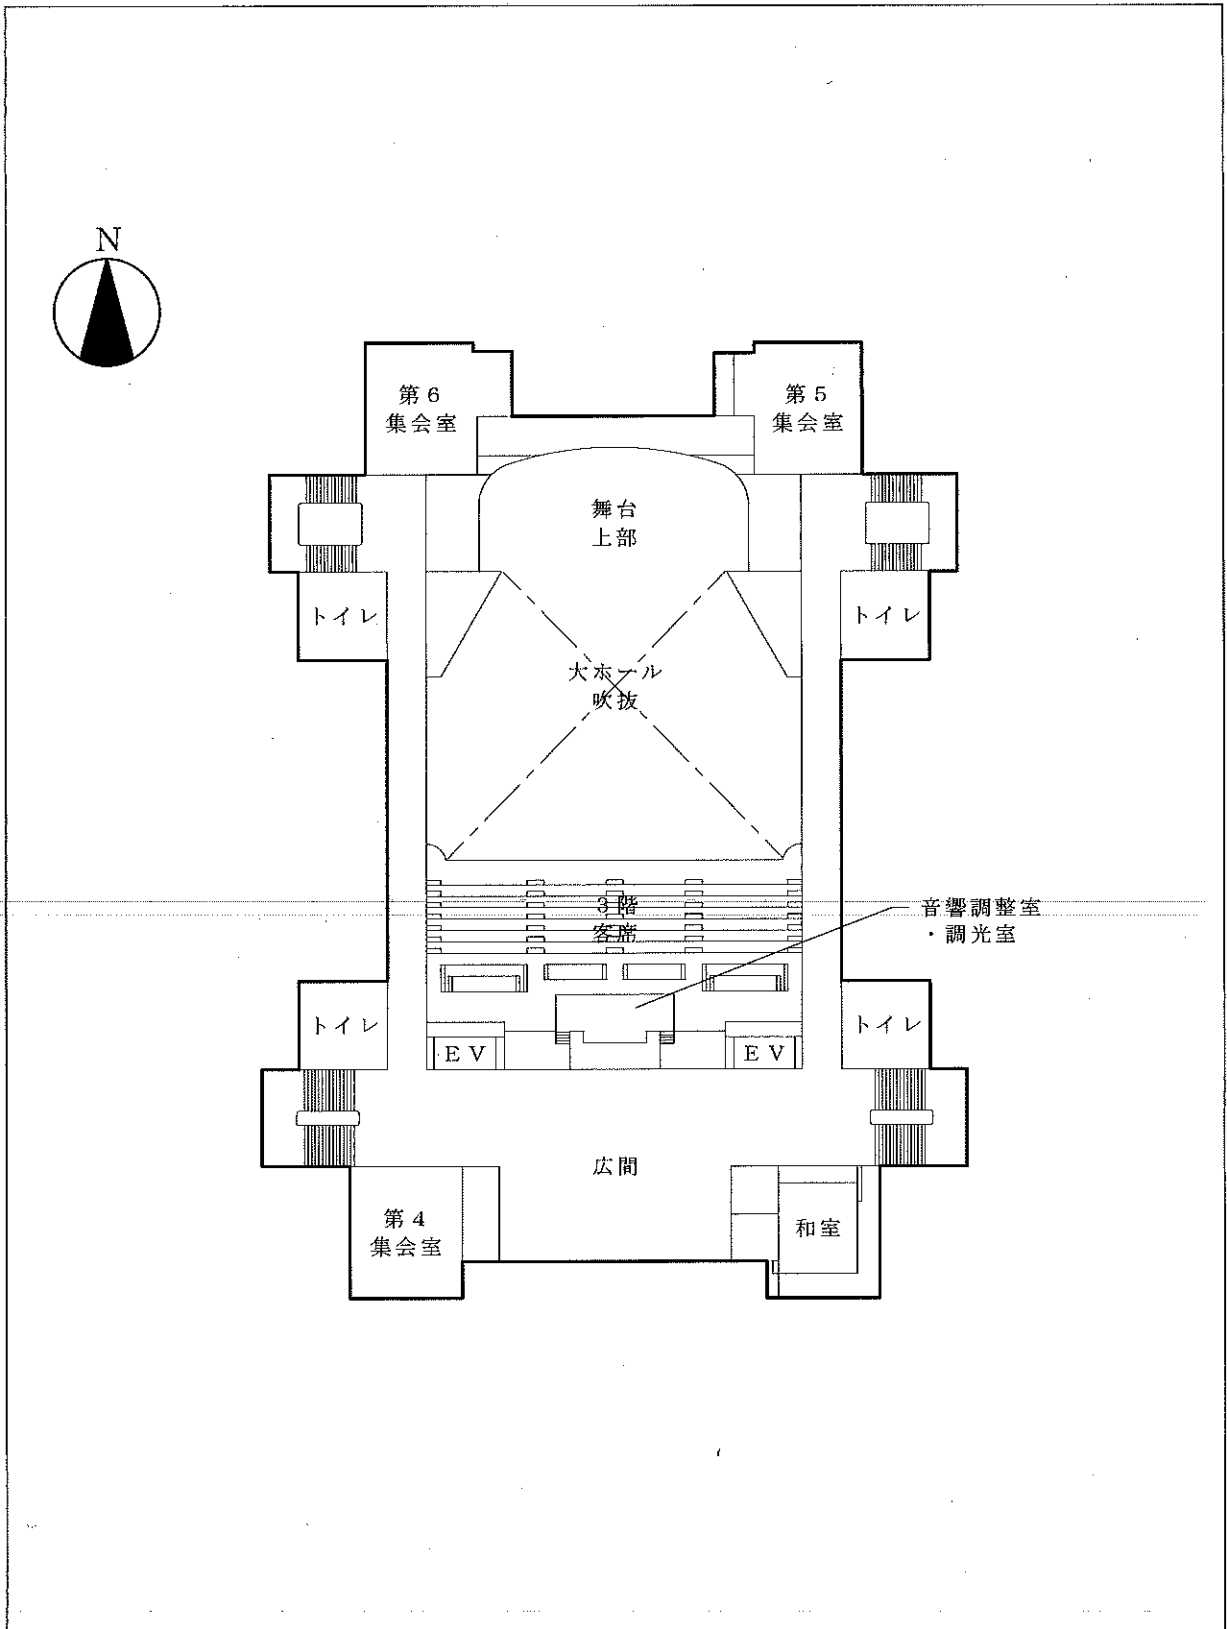 N
第6
集会室
第5
集会室
舞台
上部
トイレ
トイレ
大ホール
吹抜
3階
客席
音響調整室
・調光室
トイレ
トイレ
EV
EV
広間
第4
集会室
和室